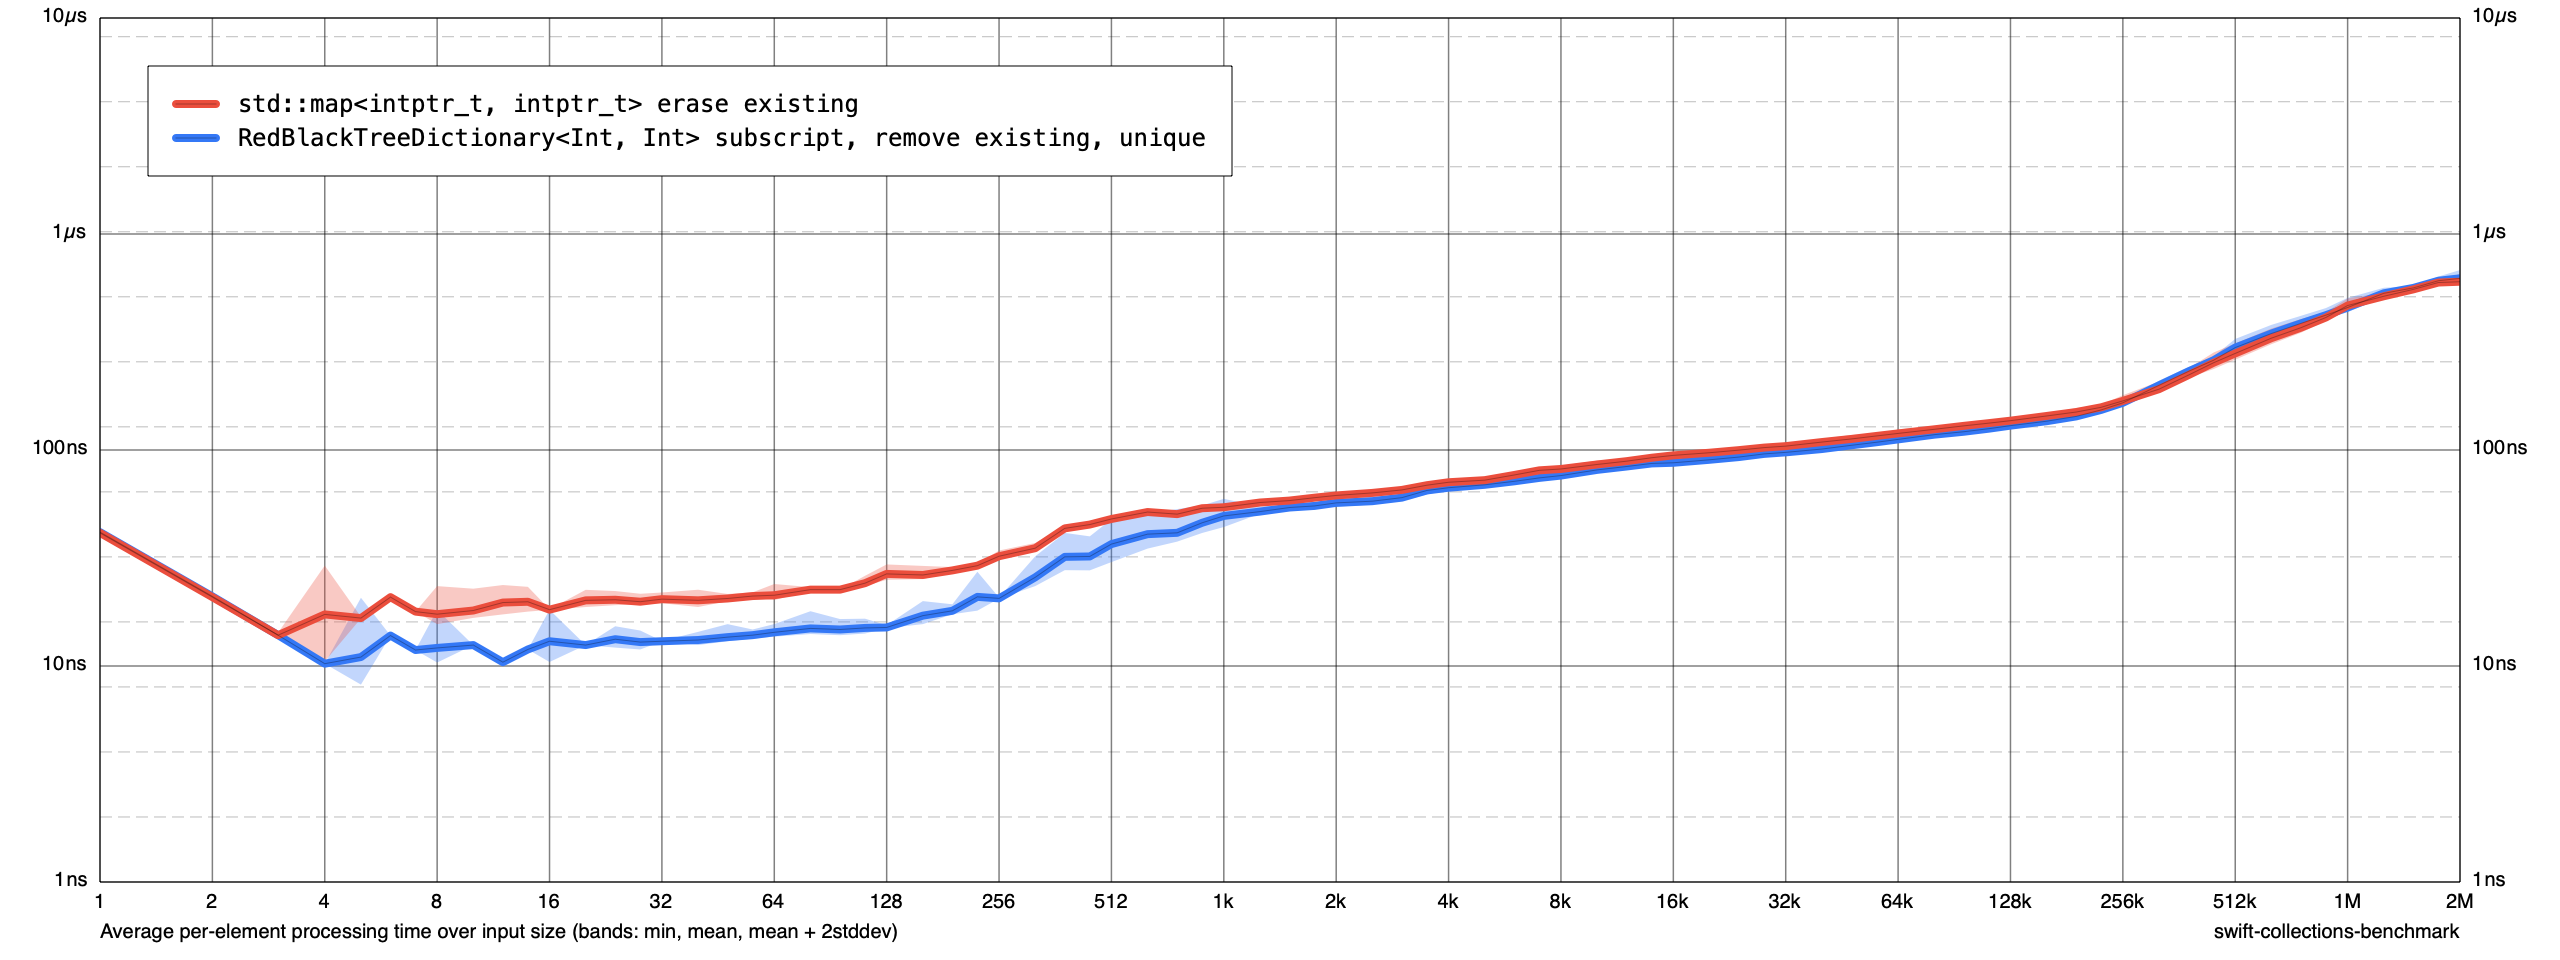 10µs
10µs
std::map<intptr_t, intptr_t> erase existing
RedBlackTreeDictionary<Int, Int> subscript, remove existing, unique
1µs
1µs
100ns
100ns
10ns
10ns
1ns
1ns
1 2 4 8 16 32 64 128 256 512 1k 2k 4k 8k 16k 32k 64k 128k 256k 512k 1M 2M
Average per-element processing time over input size (bands: min, mean, mean + 2stddev)
swift-collections-benchmark